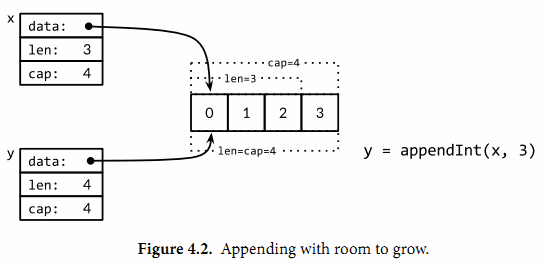 x
data:
len: 3
cap: 4
cap=4
len=3
0 1 2 3
len=cap=4
y = appendInt(x, 3)
y
data:
len: 4
cap: 4
Figure 4.2. Appending with room to grow.